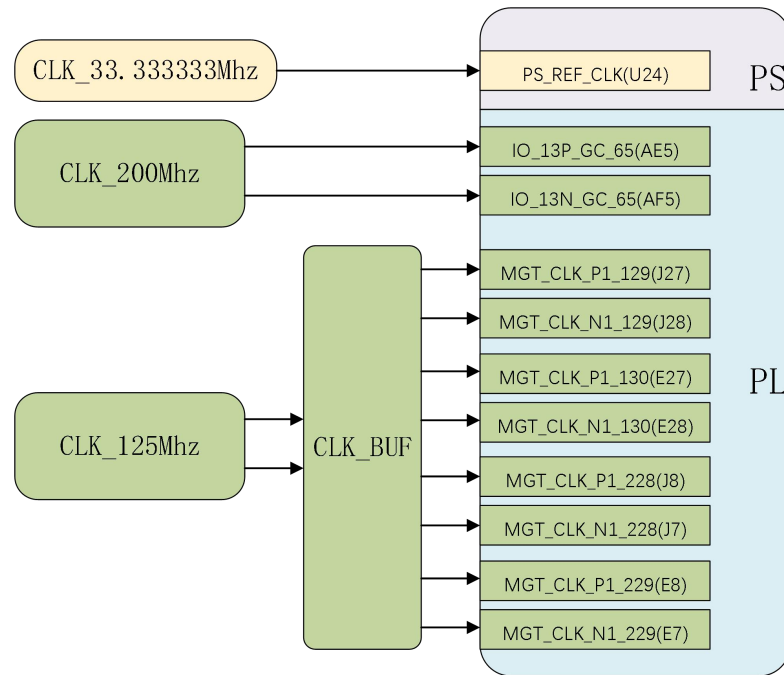 CLK_33.333333Mhz
PS_REF_CLK(U24)
PS
CLK_200Mhz
IO_13P_GC_65(AE5)
IO_13N_GC_65(AF5)
MGT_CLK_P1_129(J27)
MGT_CLK_N1_129(J28)
MGT_CLK_P1_130(E27)
PL
MGT_CLK_N1_130(E28)
CLK_125Mhz
CLK_BUF
MGT_CLK_P1_228(J8)
MGT_CLK_N1_228(J7)
MGT_CLK_P1_229(E8)
MGT_CLK_N1_229(E7)